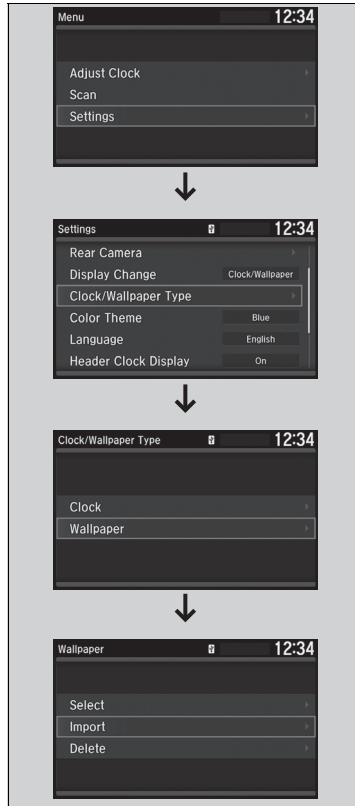 Menu 12:34
Adjust Clock
Scan
Settings
Settings 12:34
Rear Camera
Display Change Clock/Wallpaper
Clock/Wallpaper Type
Color Theme Blue
Language English
Header Clock Display On
Clock/Wallpaper Type 12:34
Clock
Wallpaper
Wallpaper 12:34
Select
Import
Delete